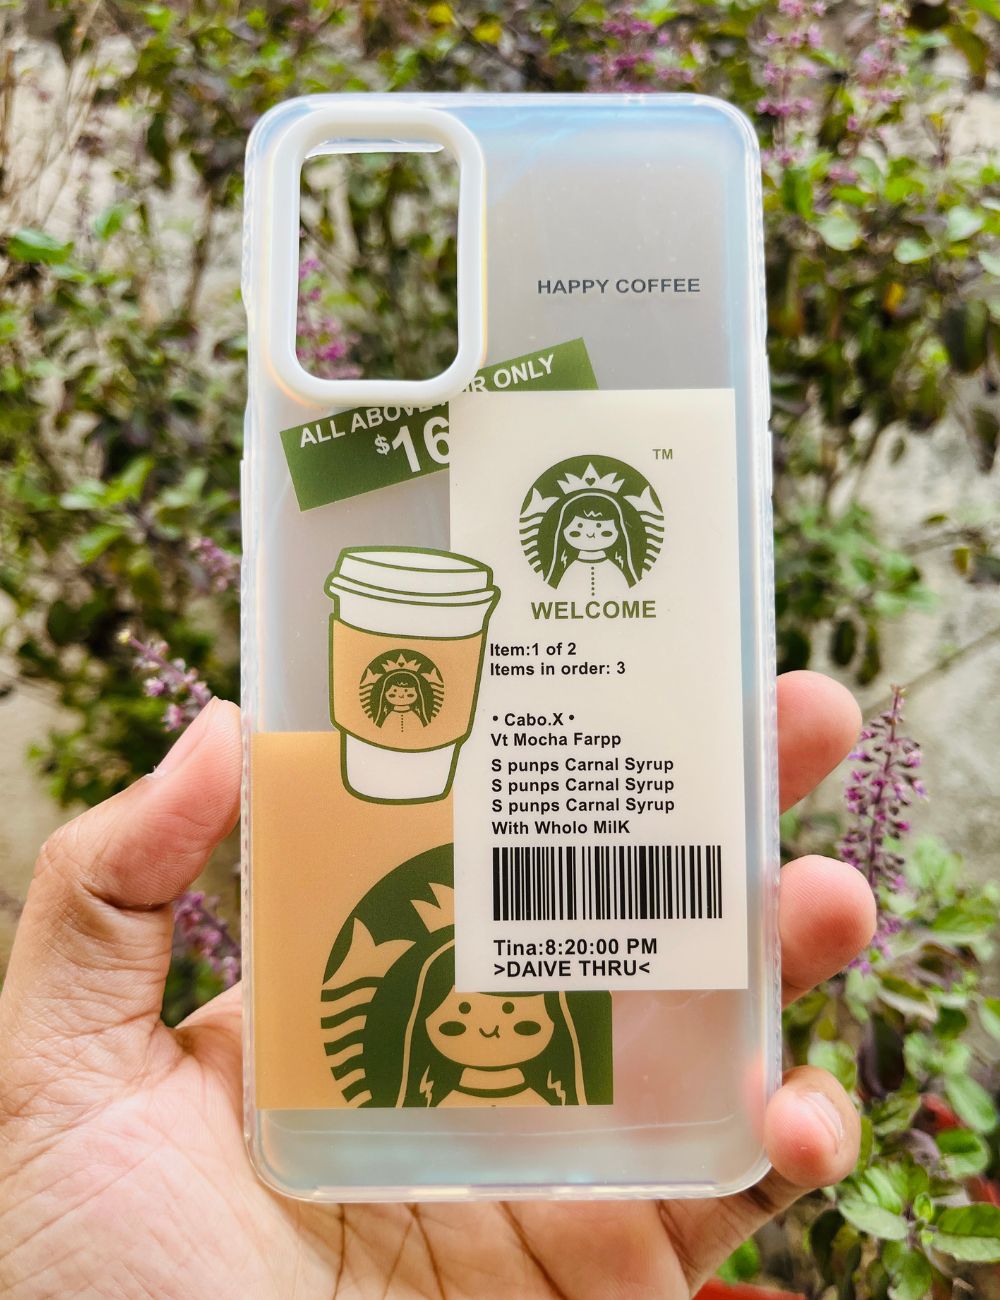 HAPPY COFFEE
ALL ABOVE FOR ONLY
$16
TM
WELCOME
Item:1 of 2
Items in order: 3
• Cabo.X •
Vt Mocha Farpp
S punps Carnal Syrup
S punps Carnal Syrup
S punps Carnal Syrup
With Wholo MilK
Tina:8:20:00 PM
>DAIVE THRU<